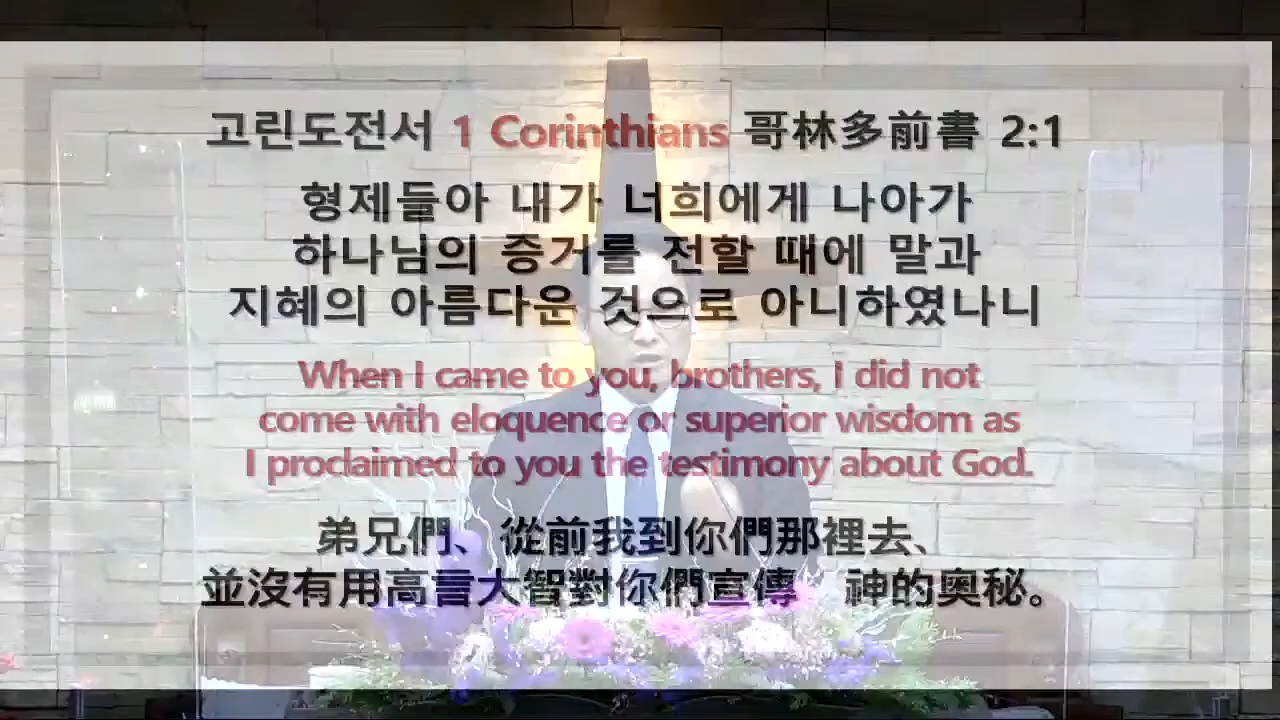 고린도전서 1 Corinthians 哥林多前書 2:1
형제들아 내가 너희에게 나아가
하나님의 증거를 전할 때에 말과
지혜의 아름다운 것으로 아니하였나니
When I came to you, brothers, I did not
come with eloquence or superior wisdom as
I proclaimed to you the testimony about God.
弟兄們、從前我到你們那裡去、
並沒有用高言大智對你們宣傳　神的奧秘。